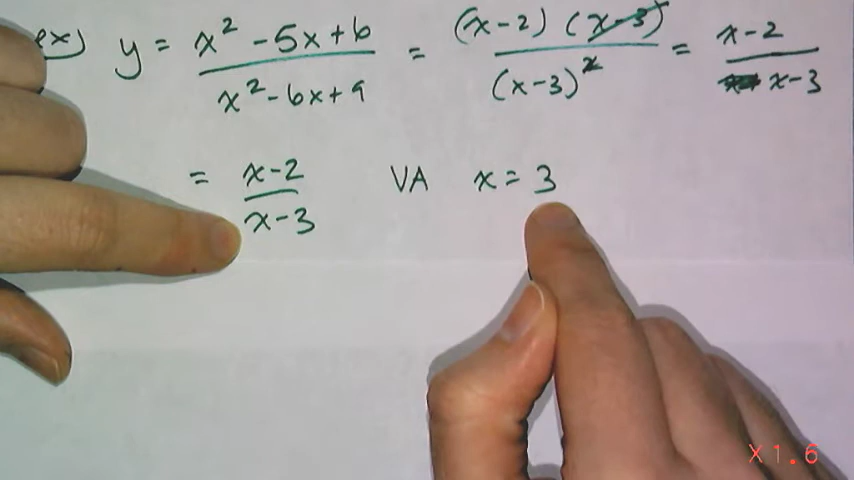 ex) y = x² - 5x + 6 / x² - 6x + 9 = (x - 2) (x - 3) / (x - 3)² = x - 2 / x - 3
= x - 2 / x - 3 VA x = 3
X1.6